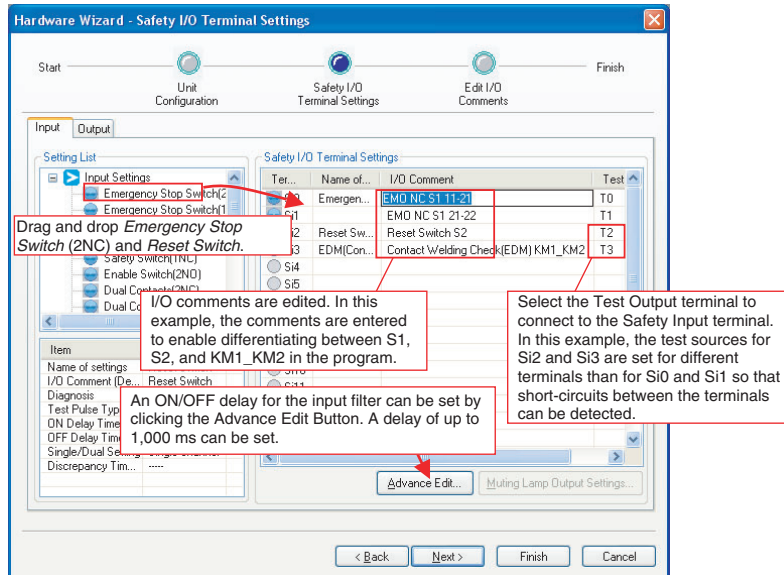 Hardware Wizard - Safety I/O Terminal Settings
Start
Finish
Unit
Configuration
Safety I/O
Terminal Settings
Edit I/O
Comments
Input
Output
Setting List
Input Settings
Emergency Stop Switch(2
Emergency Stop Switch(1
Drag and drop Emergency Stop
Switch (2NC) and Reset Switch.
Safety Switch(1NC)
Enable Switch(2NO)
Dual Contacts(2NC)
Dual Co
Safety I/O Terminal Settings
Ter... Name of... I/O Comment Test
Emergen... EMO NC S1 11-21 T0
Si1 EMO NC S1 21-22 T1
Si2 Reset Sw... Reset Switch S2 T2
Si3 EDM(Con... Contact Welding Check(EDM) KM1_KM2 T3
Si4
Si5
I/O comments are edited. In this
example, the comments are entered
to enable differentiating between S1,
S2, and KM1_KM2 in the program.
Select the Test Output terminal to
connect to the Safety Input terminal.
In this example, the test sources for
Si2 and Si3 are set for different
terminals than for Si0 and Si1 so that
short-circuits between the terminals
can be detected.
Item
Name of settings
I/O Comment (De... Reset Switch
Diagnosis
Test Pulse Typ
ON Delay Time
OFF Delay Time
Single/Dual Setting Single Channel
Discrepancy Tim... -----
An ON/OFF delay for the input filter can be set by
clicking the Advance Edit Button. A delay of up to
1,000 ms can be set.
Advance Edit...
Muting Lamp Output Settings...
< Back
Next >
Finish
Cancel